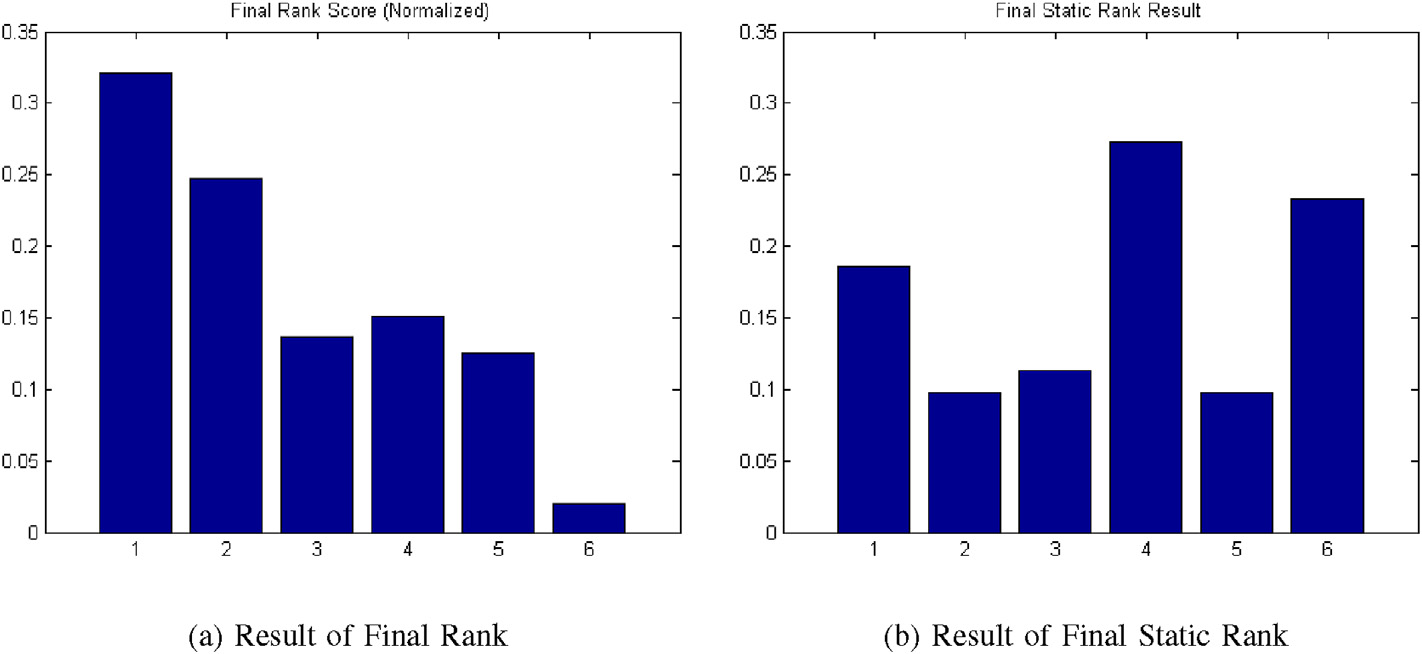 Final Rank Score (Normalized)
0.35
0.3
0.25
0.2
0.15
0.1
0.05
0
1 2 3 4 5 6
(a) Result of Final Rank
Final Static Rank Result
0.35
0.3
0.25
0.2
0.15
0.1
0.05
0
1 2 3 4 5 6
(b) Result of Final Static Rank